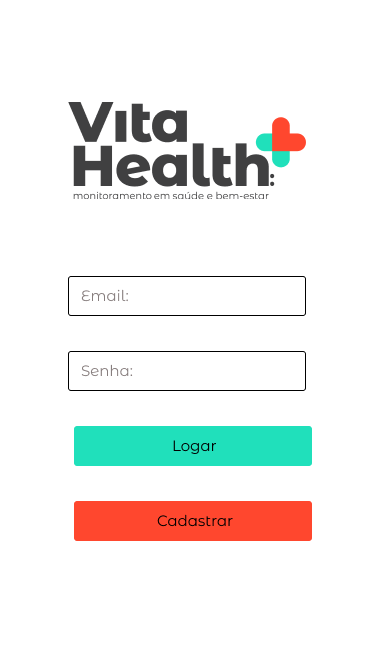 Vita
Health:
monitoramento em saúde e bem-estar
Email:
Senha:
Logar
Cadastrar